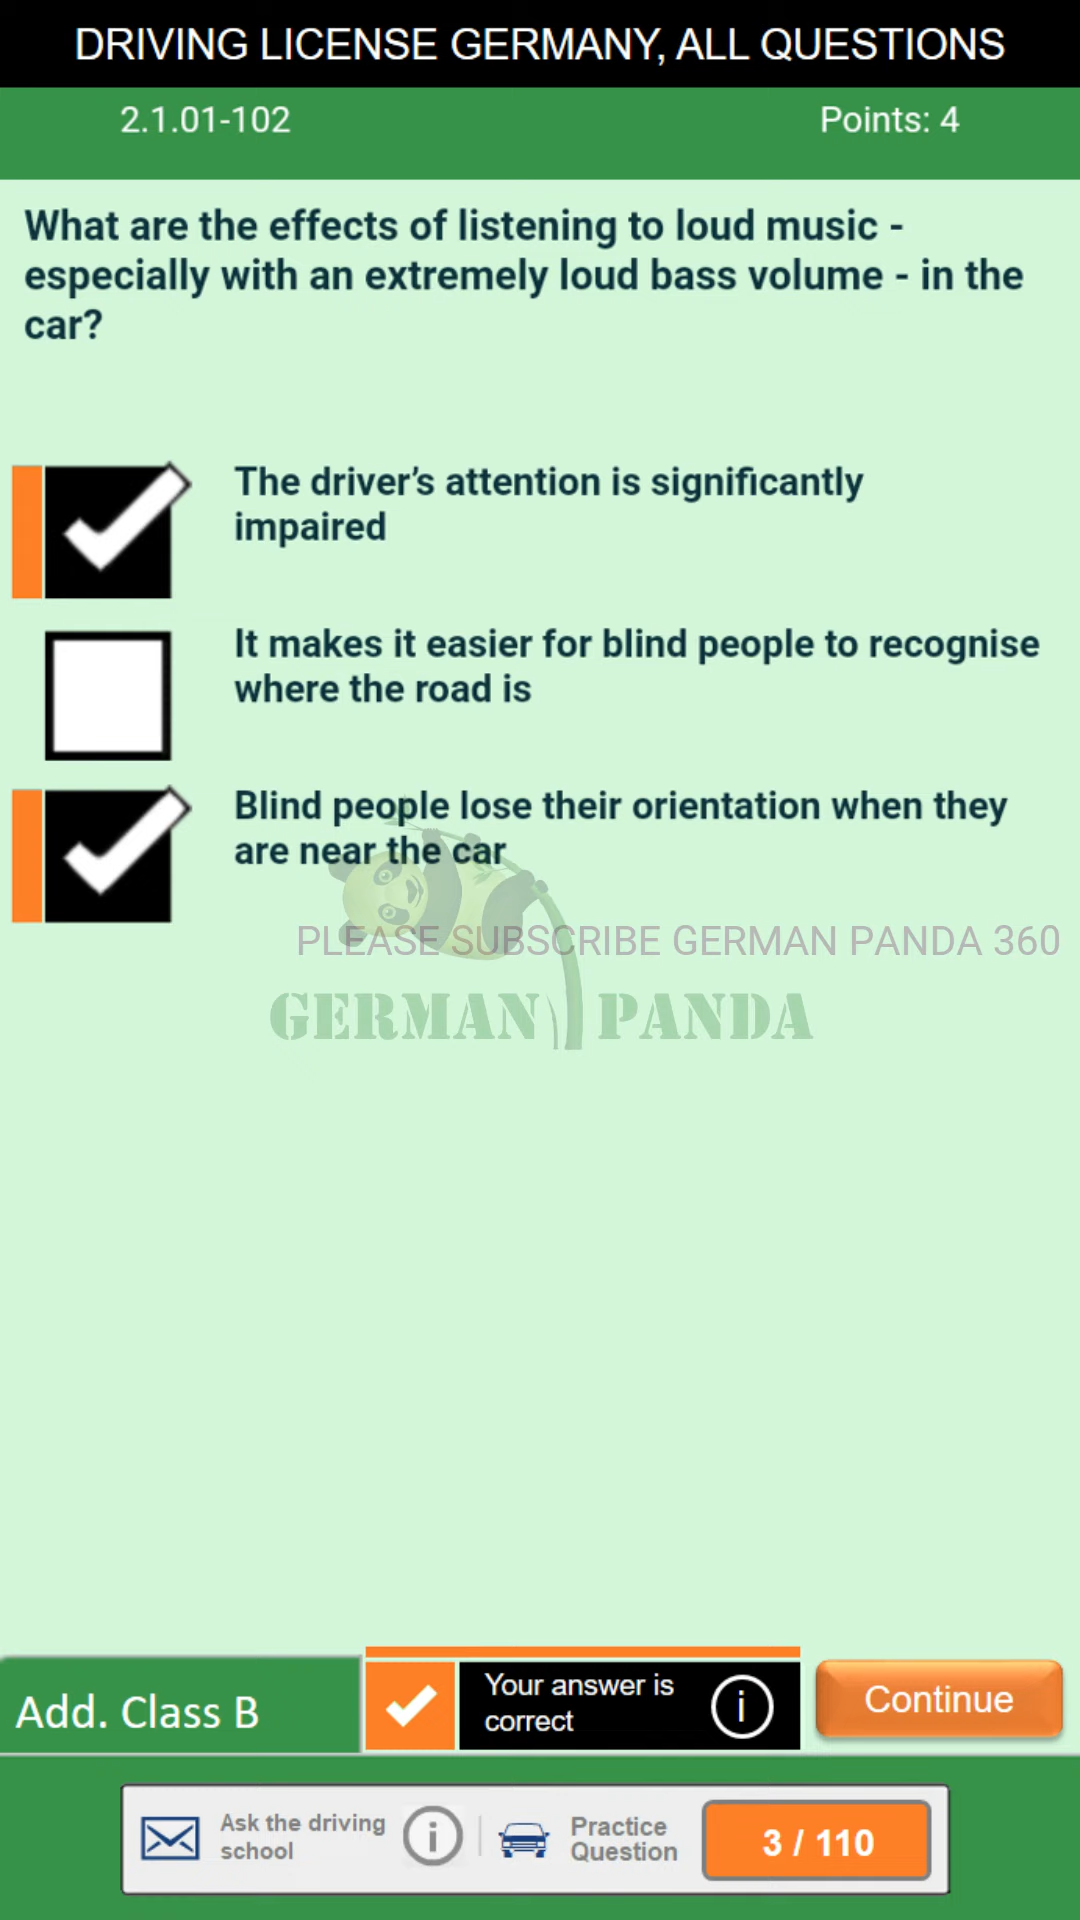 DRIVING LICENSE GERMANY, ALL QUESTIONS
2.1.01-102 Points: 4
What are the effects of listening to loud music -
especially with an extremely loud bass volume - in the
car?
The driver’s attention is significantly
impaired
It makes it easier for blind people to recognise
where the road is
Blind people lose their orientation when they
are near the car
PLEASE SUBSCRIBE GERMAN PANDA 360
GERMAN PANDA
Add. Class B
Your answer is
correct
i
Continue
Ask the driving
school
i
Practice
Question
3 / 110